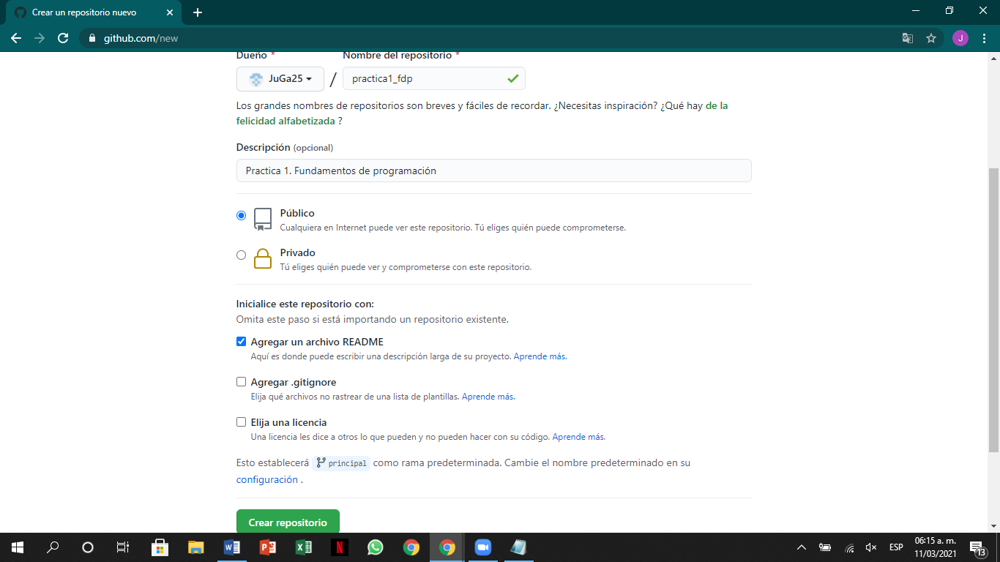 Crear un repositorio nuevo
github.com/new
J
Dueño * Nombre del repositorio *
JuGa25 / practica1_fdp
Los grandes nombres de repositorios son breves y fáciles de recordar. ¿Necesitas inspiración? ¿Qué hay de la
felicidad alfabetizada ?
Descripción (opcional)
Practica 1. Fundamentos de programación
Público
Cualquiera en Internet puede ver este repositorio. Tú eliges quién puede comprometerse.
Privado
Tú eliges quién puede ver y comprometerse con este repositorio.
Inicialice este repositorio con:
Omita este paso si está importando un repositorio existente.
Agregar un archivo README
Aquí es donde puede escribir una descripción larga de su proyecto. Aprende más.
Agregar .gitignore
Elija qué archivos no rastrear de una lista de plantillas. Aprende más.
Elija una licencia
Una licencia les dice a otros lo que pueden y no pueden hacer con su código. Aprende más.
Esto establecerá principal como rama predeterminada. Cambie el nombre predeterminado en su
configuración .
Crear repositorio
ESP
06:15 a. m.
11/03/2021
13